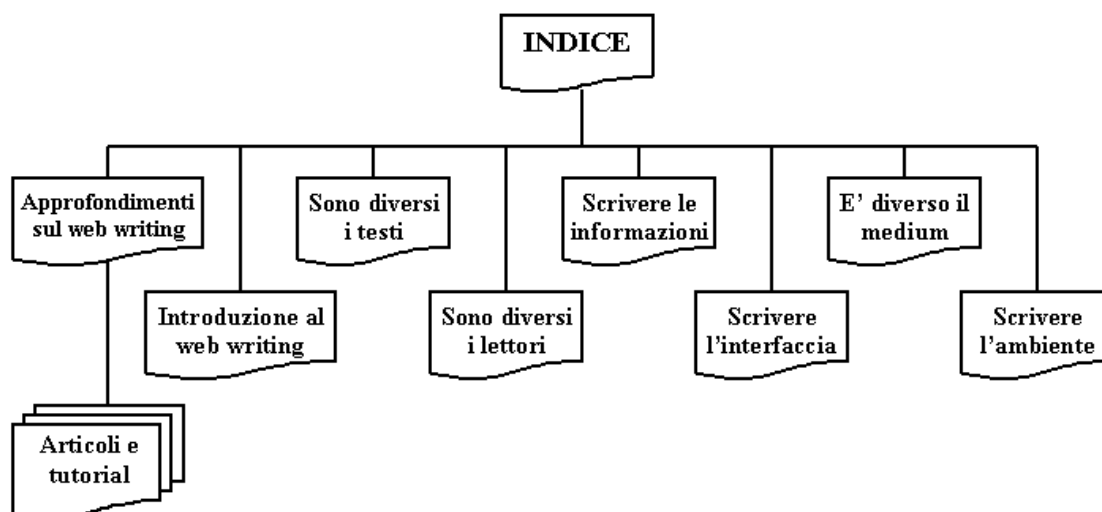 INDICE
Approfondimenti
sul web writing
Sono diversi
i testi
Scrivere le
informazioni
E' diverso il
medium
Introduzione al
web writing
Sono diversi
i lettori
Scrivere
l'interfaccia
Scrivere
l'ambiente
Articoli e
tutorial